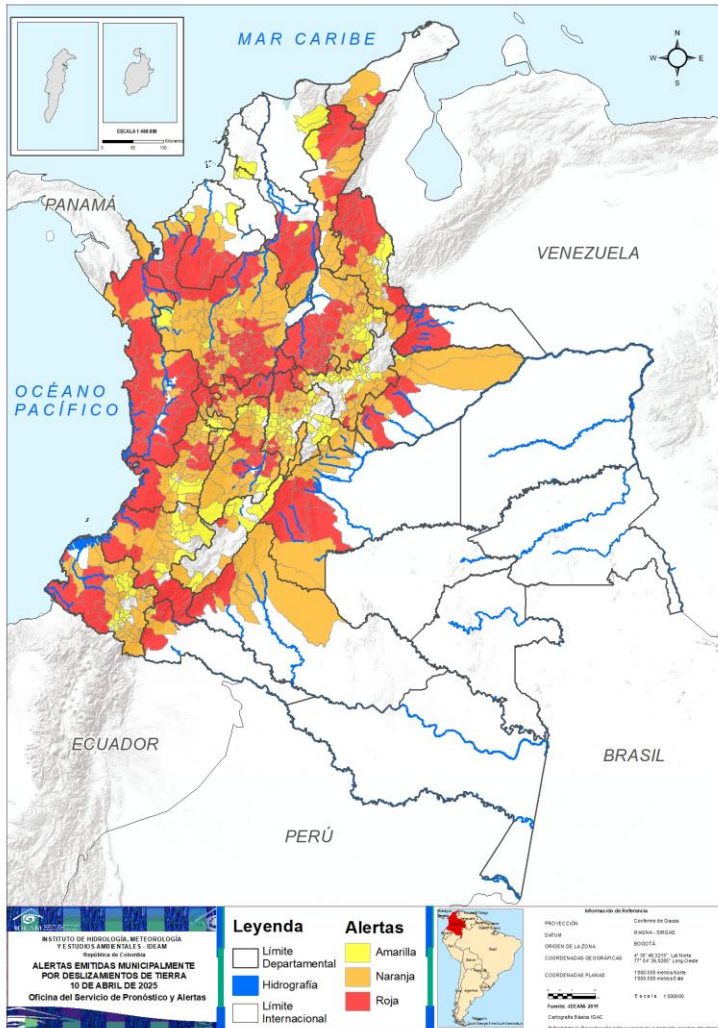 MAR CARIBE
N
W
E
S
ESCALA 1:400.000
PANAMÁ
VENEZUELA
OCÉANO
PACÍFICO
ECUADOR
BRASIL
PERÚ
IDEAM
INSTITUTO DE HIDROLOGÍA, METEOROLOGÍA
Y ESTUDIOS AMBIENTALES - IDEAM
República de Colombia
ALERTAS EMITIDAS MUNICIPALMENTE
POR DESLIZAMIENTOS DE TIERRA
10 DE ABRIL DE 2025
Oficina del Servicio de Pronóstico y Alertas
Leyenda
Límite
Departamental
Hidrografía
Límite
Internacional
Alertas
Amarilla
Naranja
Roja
Información de Referencia
PROYECCIÓN Conforme de Gauss
DATUM MAGNA - SIRGAS
ORIGEN DE LA ZONA BOGOTÁ
COORDENADAS GEOGRÁFICAS
COORDENADAS PLANAS
Escala
Fuente: IDEAM
Cartografía Básica IGAC